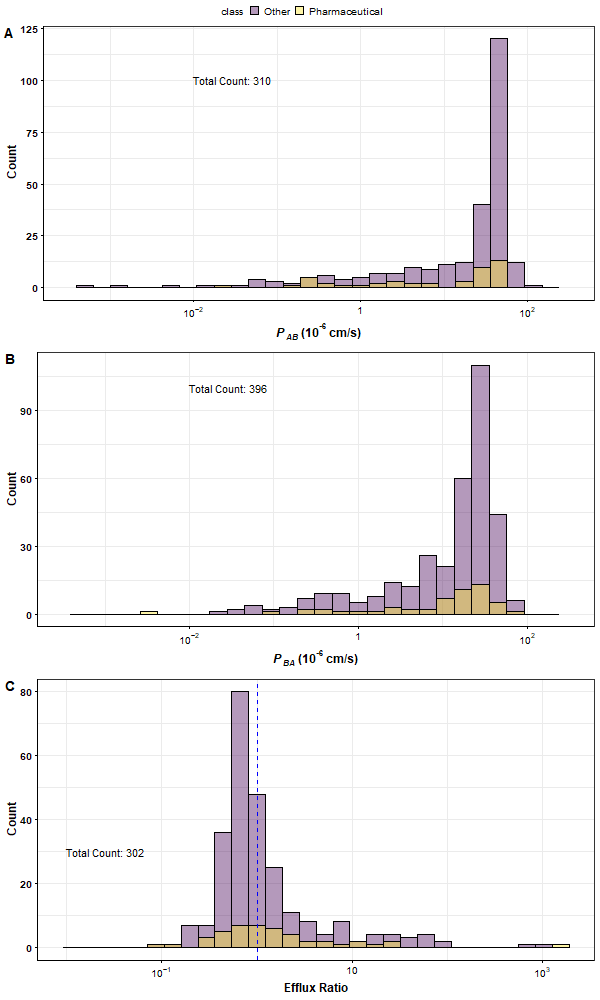 class Other Pharmaceutical
A
125
100
75
50
25
0
Count
Total Count: 310
10⁻² 1 10²
P AB (10⁻⁶ cm/s)
B
90
60
30
0
Count
Total Count: 396
10⁻² 1 10²
P BA (10⁻⁶ cm/s)
C
80
60
40
20
0
Count
Total Count: 302
10⁻¹ 10 10³
Efflux Ratio